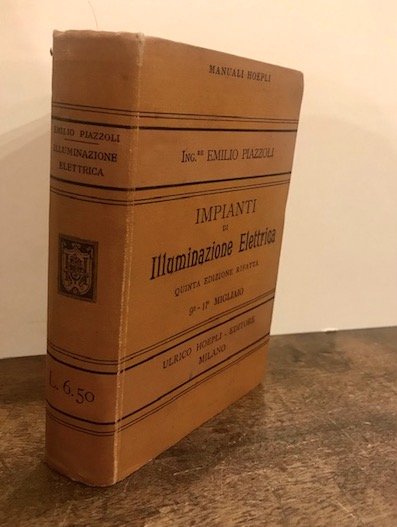 EMILIO PIAZZOLI
ILLUMINAZIONE
ELETTRICA
L. 6.50
MANUALI HOEPLI
ING.RE EMILIO PIAZZOLI
IMPIANTI
DI
Illuminazione Elettrica
QUINTA EDIZIONE RIFATTA
9°-11° MIGLIAIO
ULRICO HOEPLI - EDITORE
MILANO